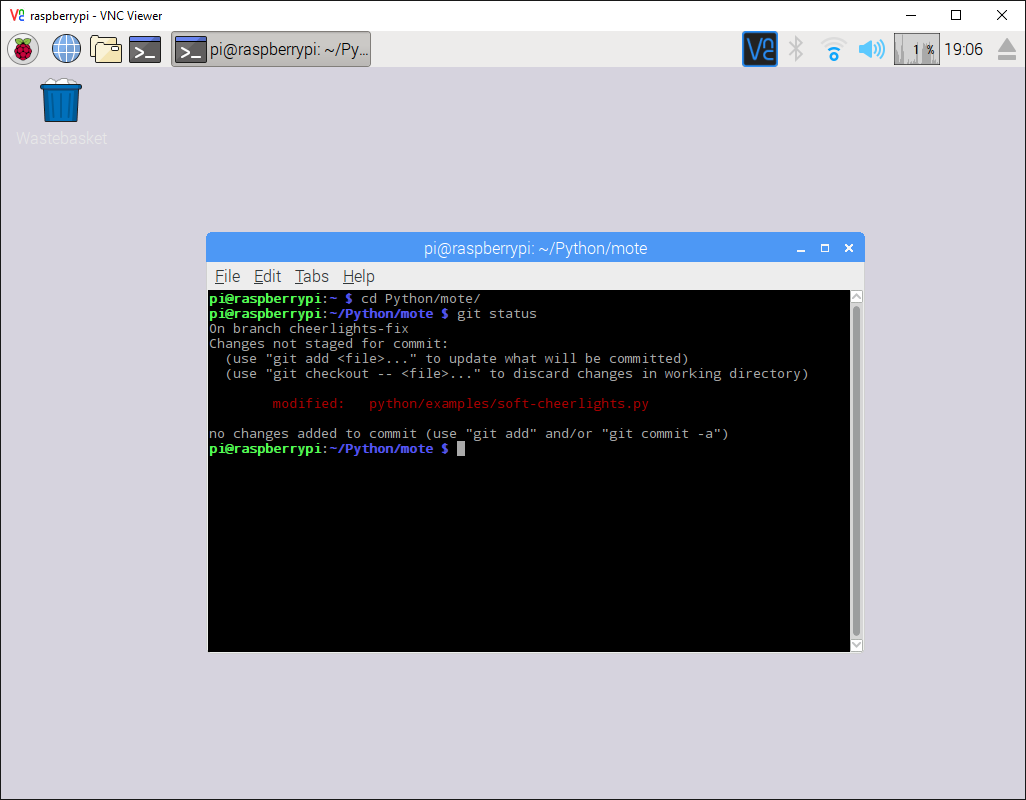 raspberrypi - VNC Viewer
pi@raspberrypi: ~/Py...
1 %
19:06
Wastebasket
pi@raspberrypi: ~/Python/mote
File Edit Tabs Help
pi@raspberrypi:~ $ cd Python/mote/
pi@raspberrypi:~/Python/mote $ git status
On branch cheerlights-fix
Changes not staged for commit:
  (use "git add <file>..." to update what will be committed)
  (use "git checkout -- <file>..." to discard changes in working directory)
        modified:   python/examples/soft-cheerlights.py
no changes added to commit (use "git add" and/or "git commit -a")
pi@raspberrypi:~/Python/mote $